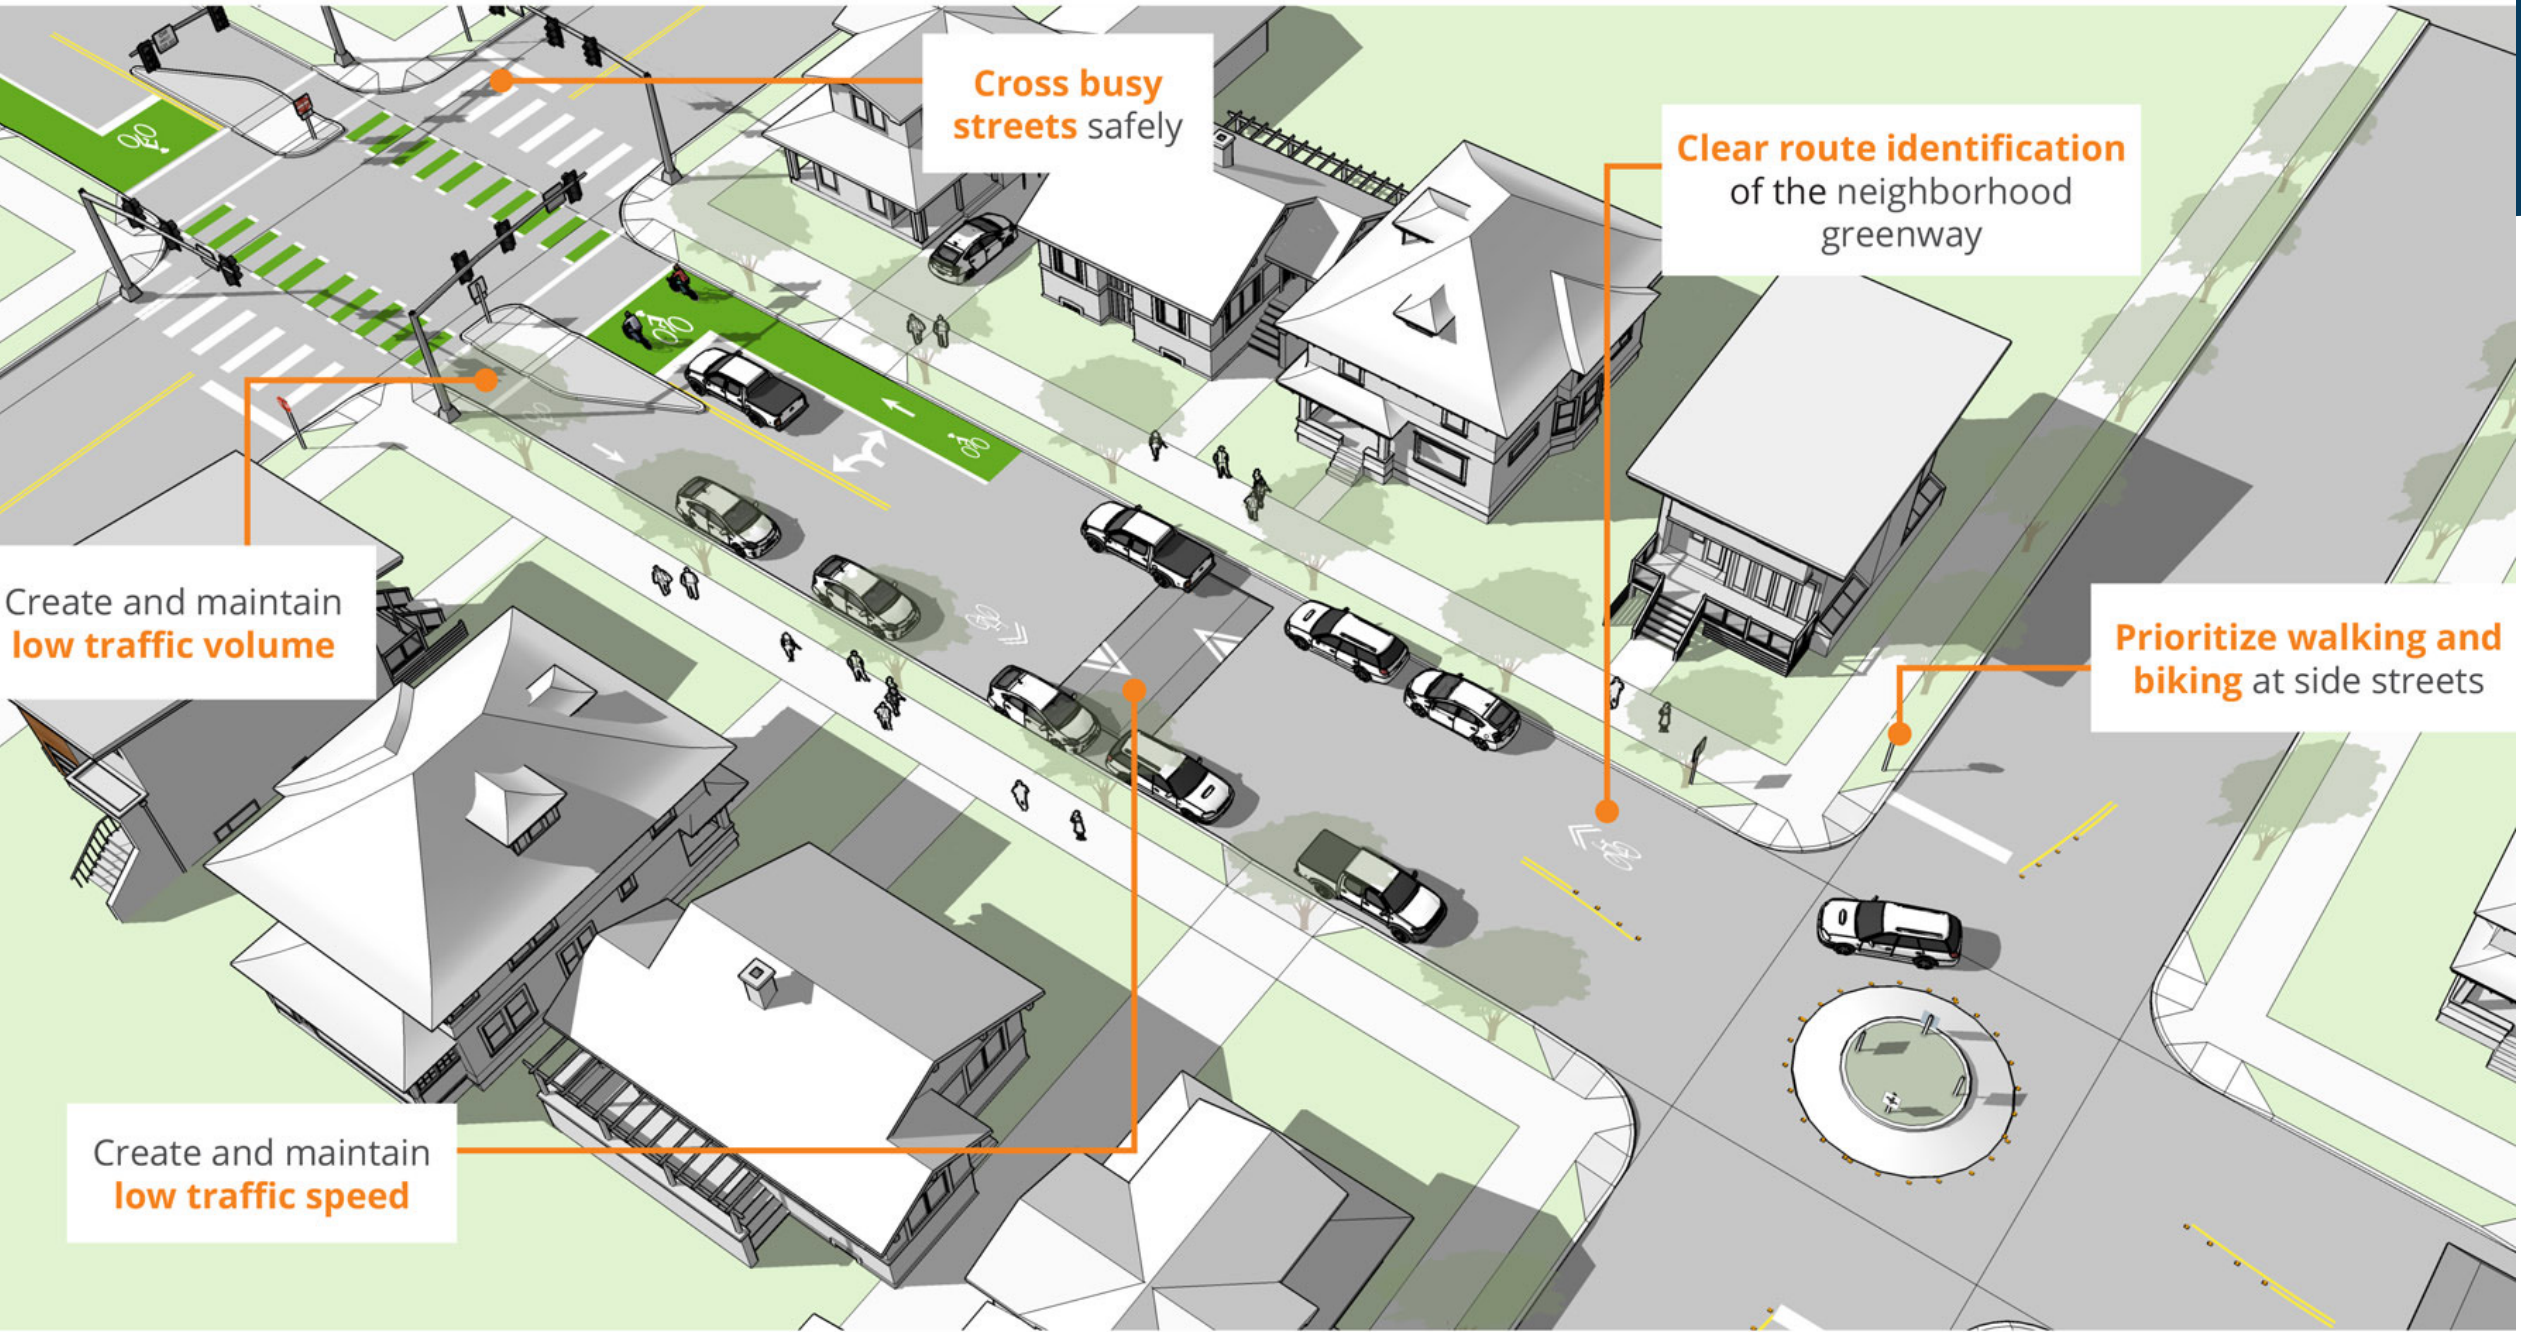 Cross busy
streets safely
Clear route identification
of the neighborhood
greenway
Create and maintain
low traffic volume
Prioritize walking and
biking at side streets
Create and maintain
low traffic speed